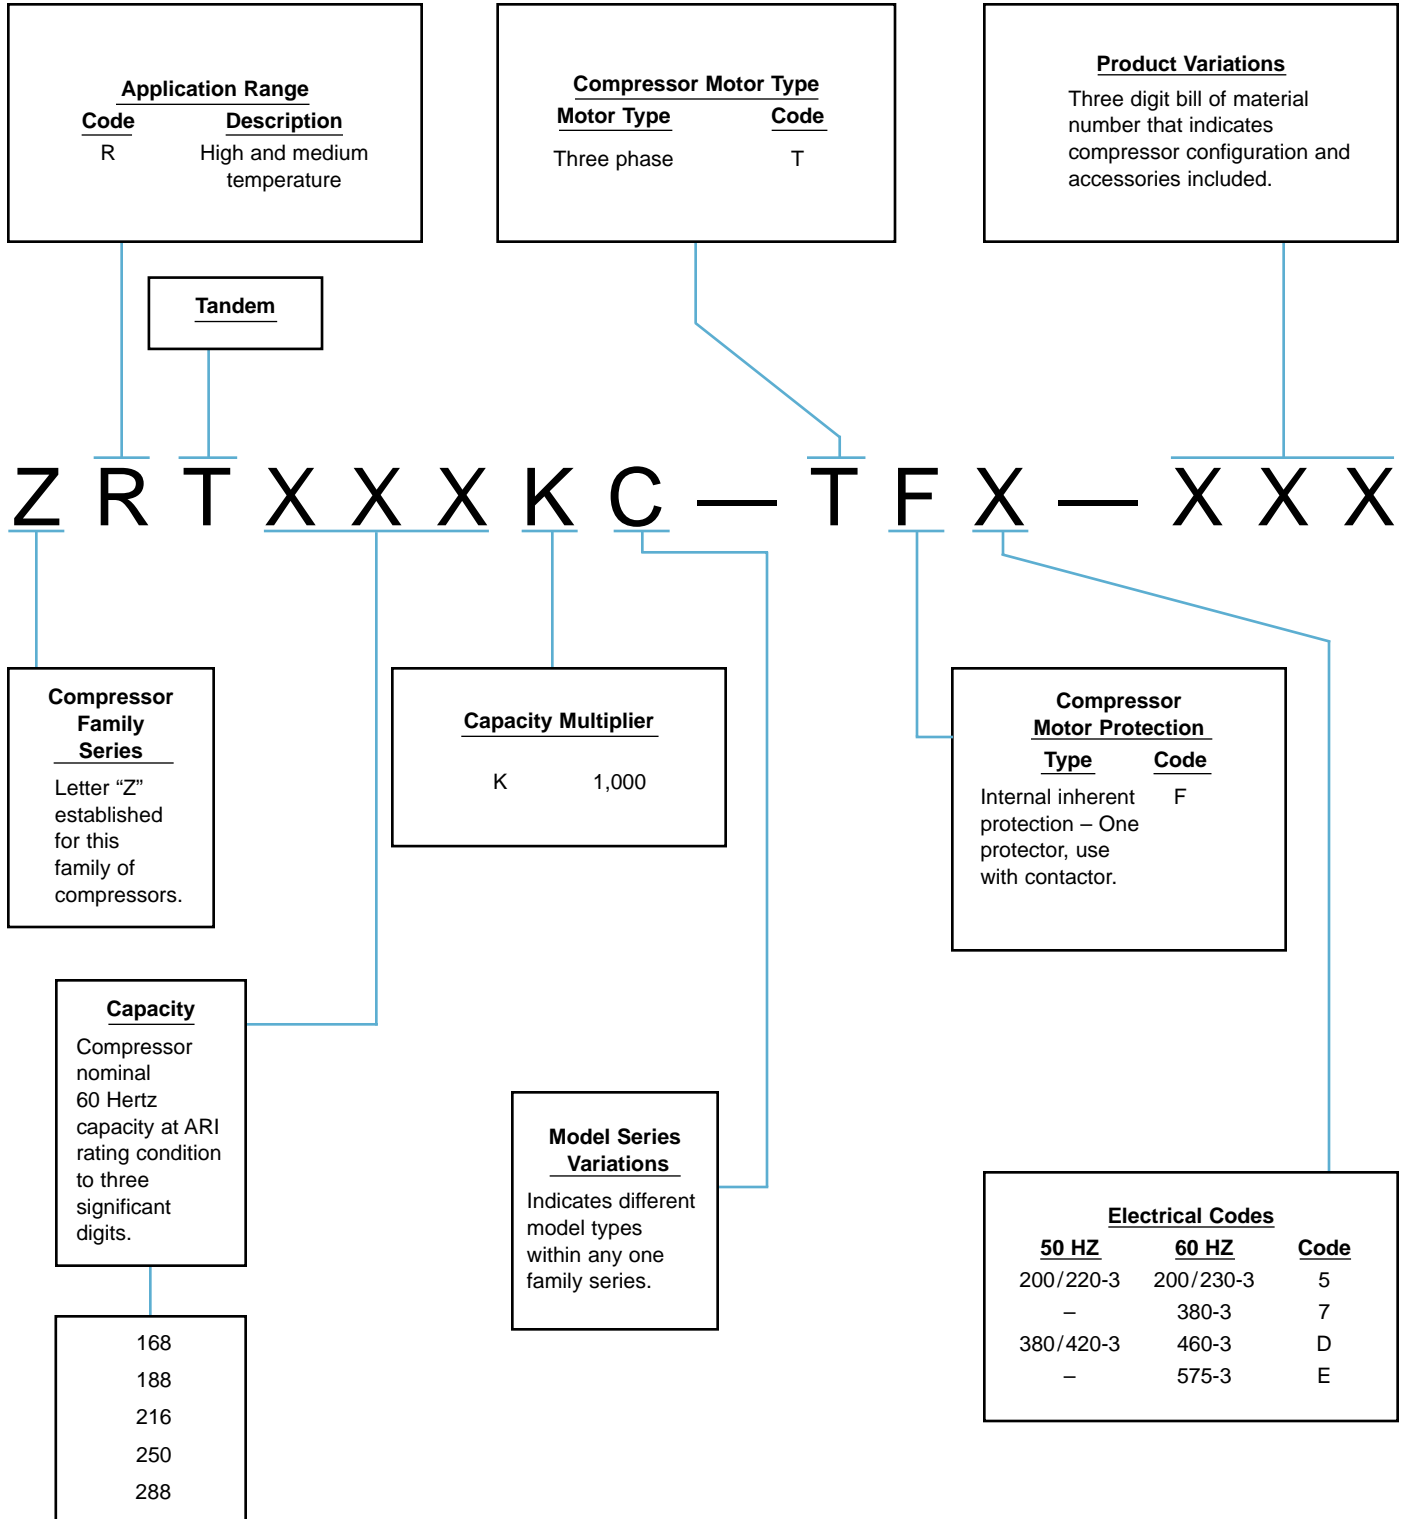 Application Range
Code Description
R High and medium
temperature
Compressor Motor Type
Motor Type Code
Three phase T
Product Variations
Three digit bill of material
number that indicates
compressor configuration and
accessories included.
Tandem
Z R T X X X K C — T F X — X X X
Compressor
Family
Series
Letter “Z”
established
for this
family of
compressors.
Capacity Multiplier
K 1,000
Compressor
Motor Protection
Type Code
Internal inherent F
protection – One
protector, use
with contactor.
Capacity
Compressor
nominal
60 Hertz
capacity at ARI
rating condition
to three
significant
digits.
Model Series
Variations
Indicates different
model types
within any one
family series.
Electrical Codes
50 HZ 60 HZ Code
200/220-3 200/230-3 5
– 380-3 7
380/420-3 460-3 D
– 575-3 E
168
188
216
250
288